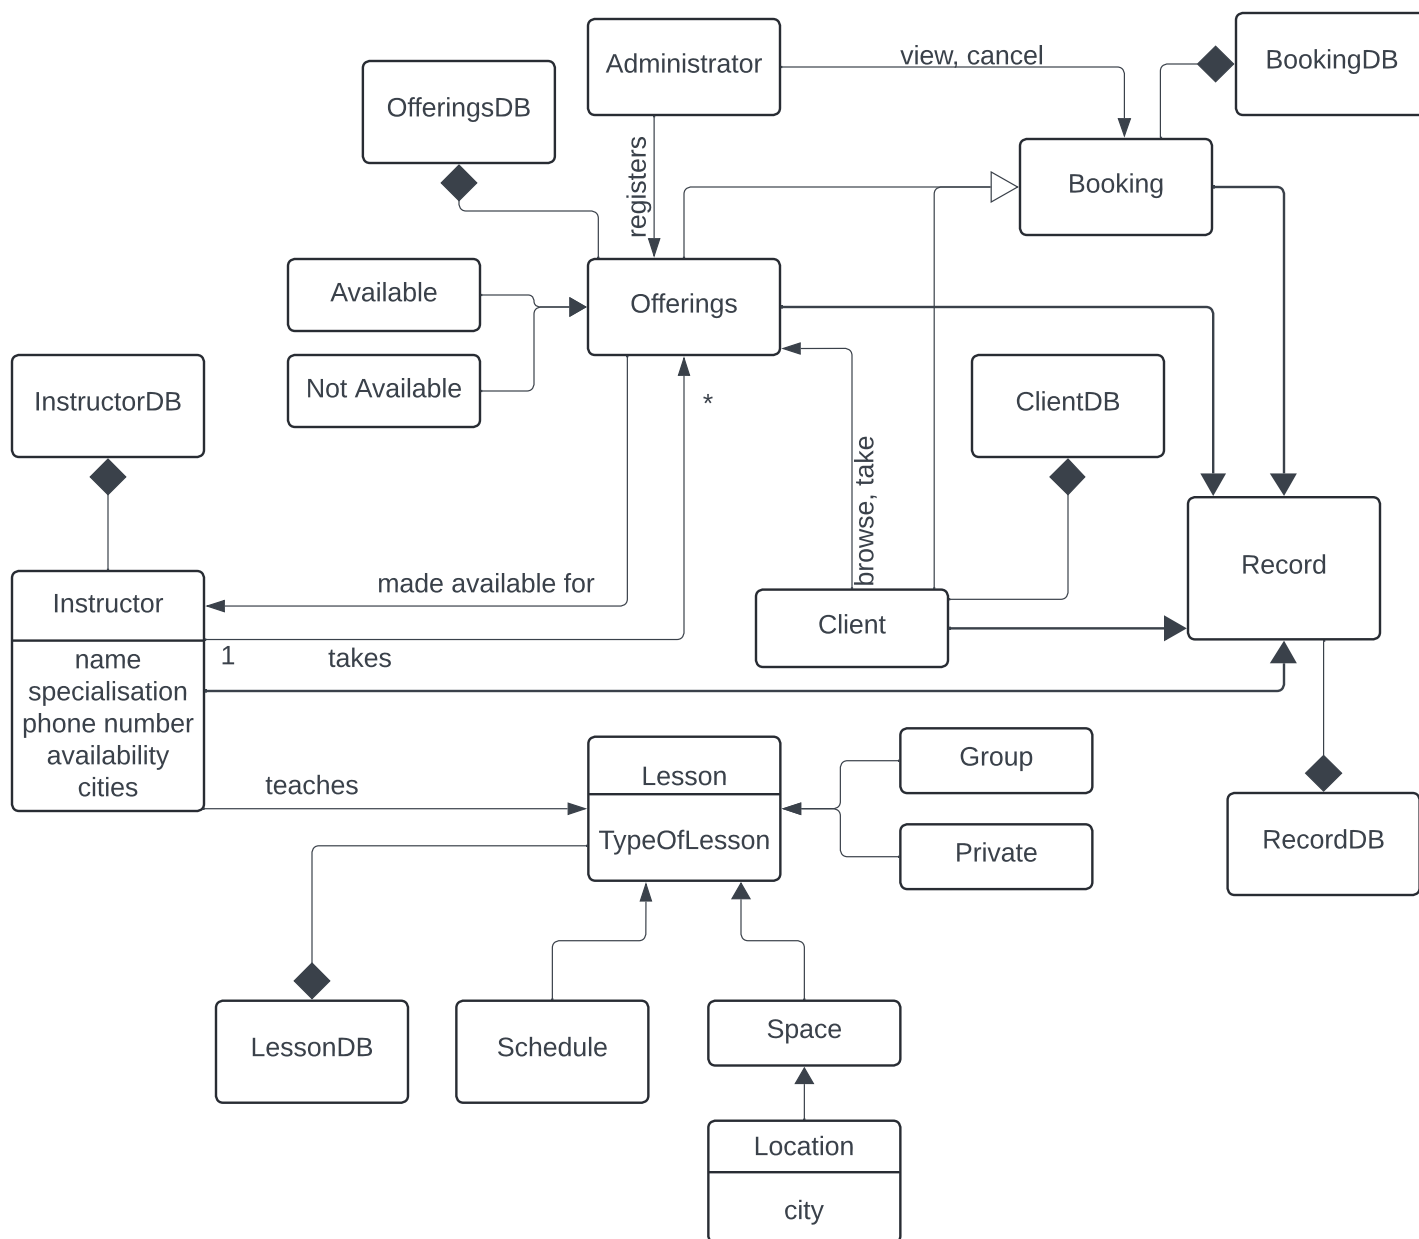 Administrator
view, cancel
BookingDB
OfferingsDB
registers
Booking
Available
Offerings
Not Available
InstructorDB
*
ClientDB
browse, take
Record
made available for
Instructor
Client
1
takes
name
specialisation
phone number
availability
cities
teaches
Lesson
TypeOfLesson
Group
Private
RecordDB
LessonDB
Schedule
Space
Location
city